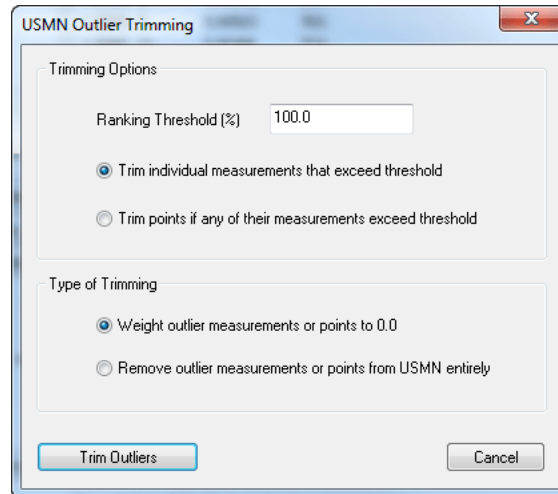 USMN Outlier Trimming
Trimming Options
Ranking Threshold (%) 100.0
Trim individual measurements that exceed threshold
Trim points if any of their measurements exceed threshold
Type of Trimming
Weight outlier measurements or points to 0.0
Remove outlier measurements or points from USMN entirely
Trim Outliers Cancel